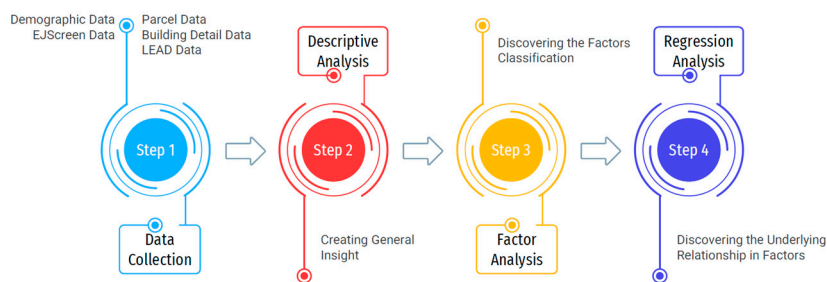 Demographic Data
EJScreen Data
Parcel Data
Building Detail Data
LEAD Data
Step 1
Data
Collection
Descriptive
Analysis
Step 2
Creating General
Insight
Discovering the Factors
Classification
Step 3
Factor
Analysis
Regression
Analysis
Step 4
Discovering the Underlying
Relationship in Factors